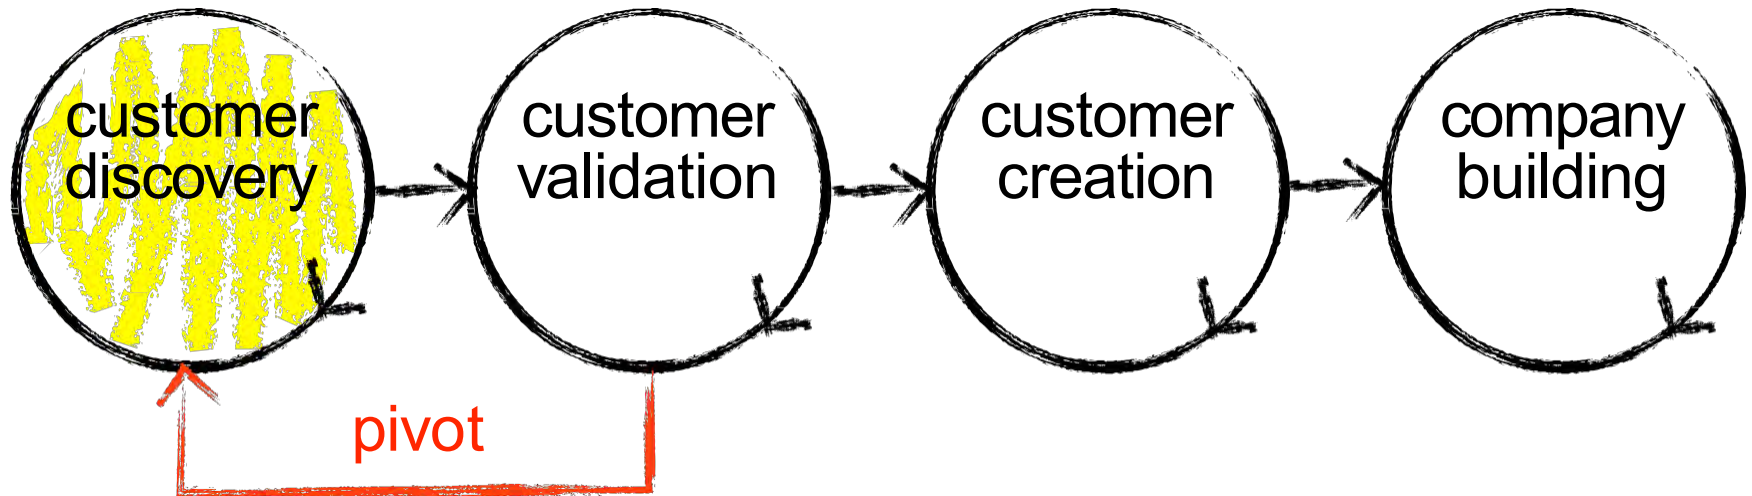 customer
discovery
customer
validation
customer
creation
company
building
pivot